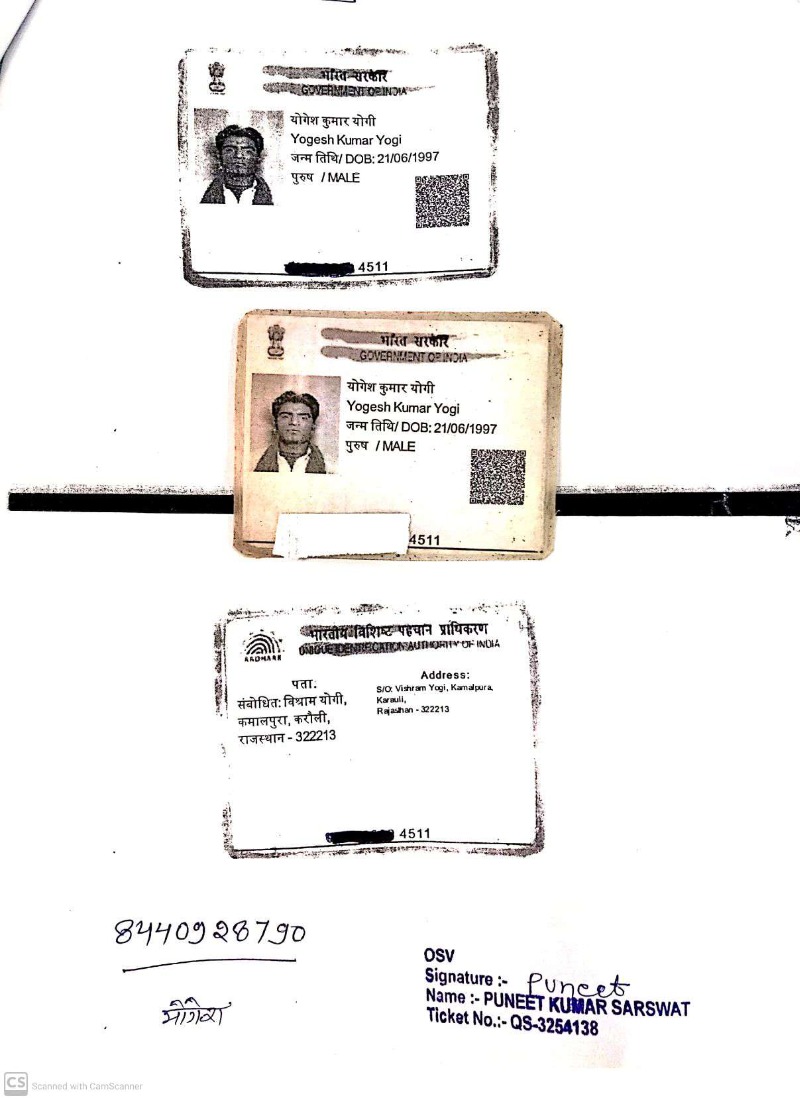 भारत सरकार
GOVERNMENT OF INDIA
योगेश कुमार योगी
Yogesh Kumar Yogi
जन्म तिथि/ DOB: 21/06/1997
पुरुष / MALE
4511
भारत सरकार
GOVERNMENT OF INDIA
योगेश कुमार योगी
Yogesh Kumar Yogi
जन्म तिथि/ DOB: 21/06/1997
पुरुष / MALE
4511
भारतीय विशिष्ट पहचान प्राधिकरण
UNIQUE IDENTIFICATION AUTHORITY OF INDIA
AADHAAR
पता:
संबोधित: विश्राम योगी,
कमालपुरा, करौली,
राजस्थान - 322213
Address:
S/O: Vishram Yogi, Kamalpura,
Karauli,
Rajasthan - 322213
4511
8440928790
योगेश
OSV
Signature :- Puneet
Name :- PUNEET KUMAR SARSWAT
Ticket No.:- QS-3254138
CS Scanned with CamScanner